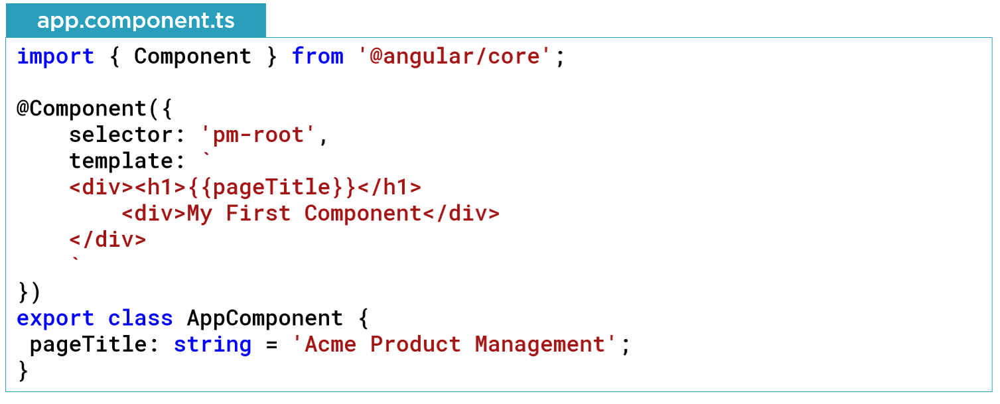 app.component.ts
import { Component } from '@angular/core';
@Component({
    selector: 'pm-root',
    template: `
    <div><h1>{{pageTitle}}</h1>
        <div>My First Component</div>
    </div>
    `
})
export class AppComponent {
 pageTitle: string = 'Acme Product Management';
}